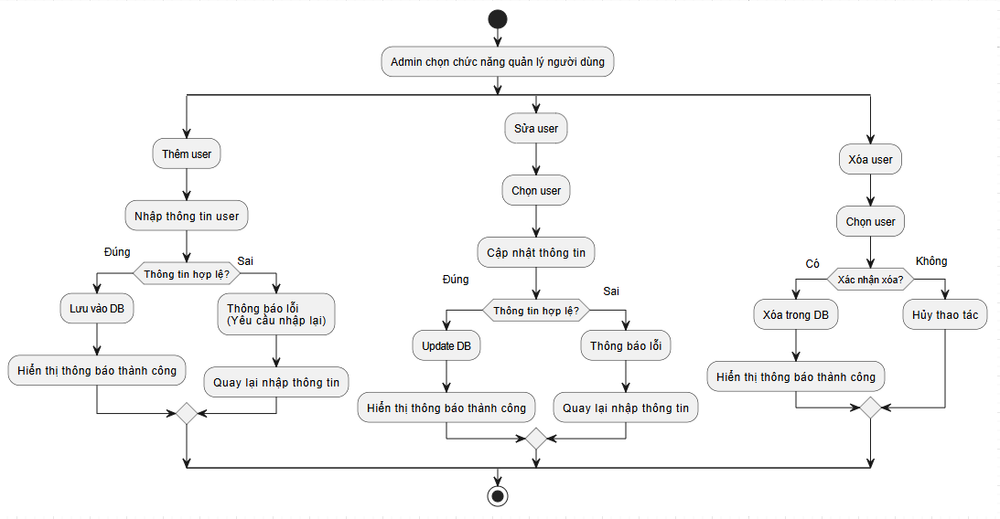 Admin chọn chức năng quản lý người dùng
Thêm user
Nhập thông tin user
Đúng
Thông tin hợp lệ?
Sai
Lưu vào DB
Thông báo lỗi
(Yêu cầu nhập lại)
Hiển thị thông báo thành công
Quay lại nhập thông tin
Sửa user
Chọn user
Cập nhật thông tin
Đúng
Thông tin hợp lệ?
Sai
Update DB
Thông báo lỗi
Hiển thị thông báo thành công
Quay lại nhập thông tin
Xóa user
Chọn user
Có
Xác nhận xóa?
Không
Xóa trong DB
Hủy thao tác
Hiển thị thông báo thành công